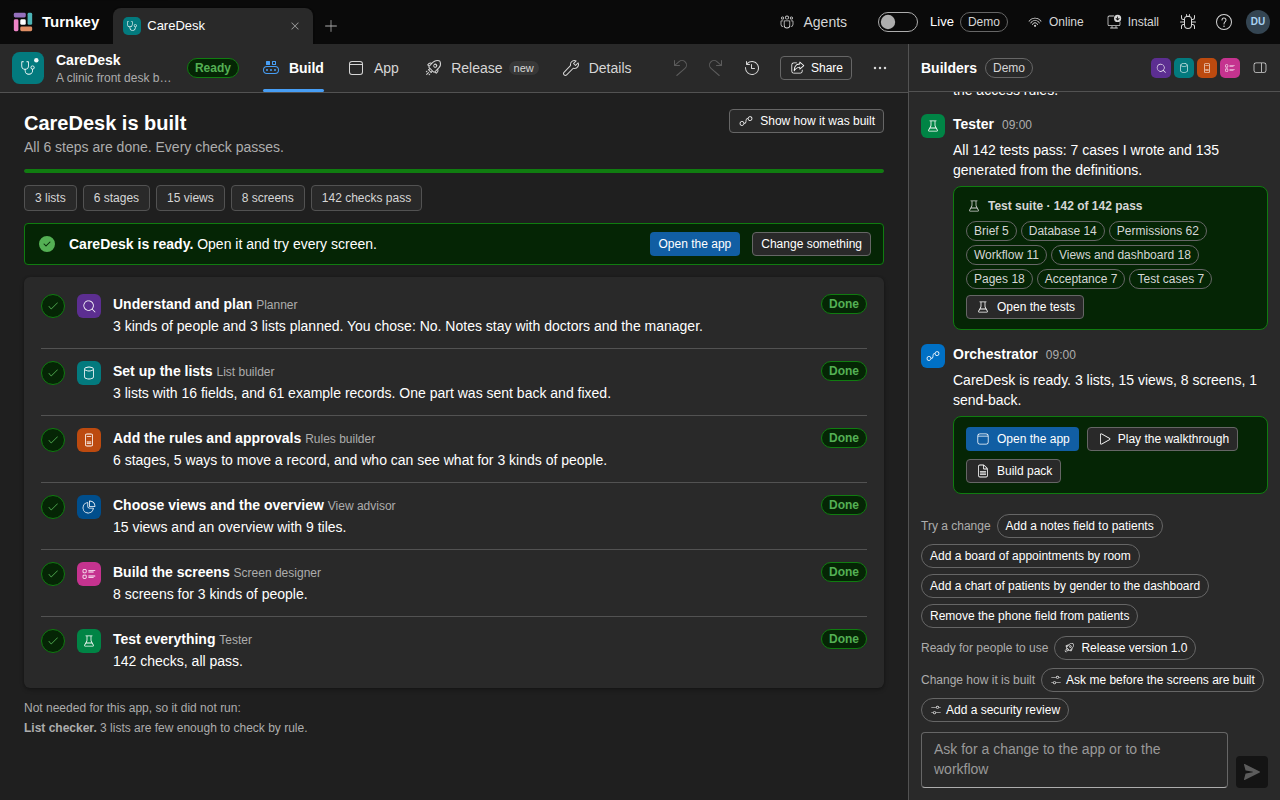 Turnkey
CareDesk
Agents
Live
Demo
Online
Install
DU
CareDesk
A clinic front desk b…
Ready
Build
App
Release new
Details
Share
CareDesk is built
All 6 steps are done. Every check passes.
Show how it was built
3 lists
6 stages
15 views
8 screens
142 checks pass
CareDesk is ready. Open it and try every screen.
Open the app
Change something
Understand and plan Planner
3 kinds of people and 3 lists planned. You chose: No. Notes stay with doctors and the manager.
Done
Set up the lists List builder
3 lists with 16 fields, and 61 example records. One part was sent back and fixed.
Done
Add the rules and approvals Rules builder
6 stages, 5 ways to move a record, and who can see what for 3 kinds of people.
Done
Choose views and the overview View advisor
15 views and an overview with 9 tiles.
Done
Build the screens Screen designer
8 screens for 3 kinds of people.
Done
Test everything Tester
142 checks, all pass.
Done
Not needed for this app, so it did not run:
List checker. 3 lists are few enough to check by rule.
Builders
Demo
the access rules.
Tester 09:00
All 142 tests pass: 7 cases I wrote and 135
generated from the definitions.
Test suite · 142 of 142 pass
Brief 5
Database 14
Permissions 62
Workflow 11
Views and dashboard 18
Pages 18
Acceptance 7
Test cases 7
Open the tests
Orchestrator 09:00
CareDesk is ready. 3 lists, 15 views, 8 screens, 1
send-back.
Open the app
Play the walkthrough
Build pack
Try a change
Add a notes field to patients
Add a board of appointments by room
Add a chart of patients by gender to the dashboard
Remove the phone field from patients
Ready for people to use
Release version 1.0
Change how it is built
Ask me before the screens are built
Add a security review
Ask for a change to the app or to the
workflow